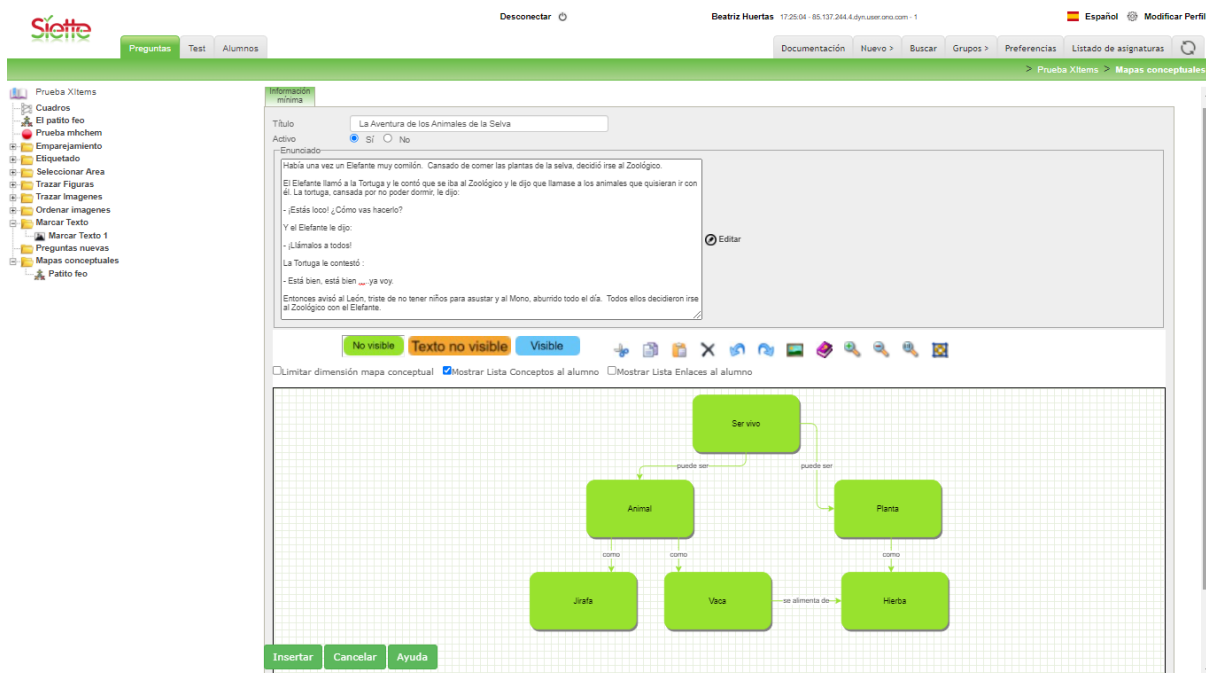 Siette
Desconectar
Beatriz Huertas 17:25:04 - 85.137.244.4.dyn.user.ono.com - 1
Español
Modificar Perfil
Preguntas
Test
Alumnos
Documentación
Nuevo >
Buscar
Grupos >
Preferencias
Listado de asignaturas
> Prueba XItems > Mapas conceptuales
Prueba XItems
Cuadros
El patito feo
Prueba mhchem
Emparejamiento
Etiquetado
Seleccionar Area
Trazar Figuras
Trazar Imagenes
Ordenar imagenes
Marcar Texto
Marcar Texto 1
Preguntas nuevas
Mapas conceptuales
Patito feo
Información
mínima
Título
La Aventura de los Animales de la Selva
Activo
Sí
No
Enunciado
Había una vez un Elefante muy comilón. Cansado de comer las plantas de la selva, decidió irse al Zoológico.
El Elefante llamó a la Tortuga y le contó que se iba al Zoológico y le dijo que llamase a los animales que quisieran ir con
él. La tortuga, cansada por no poder dormir, le dijo:
- ¡Estás loco! ¿Cómo vas hacerlo?
Y el Elefante le dijo:
- ¡Llámalos a todos!
La Tortuga le contestó :
- Está bien, está bien ... ya voy.
Entonces avisó al León, triste de no tener niños para asustar y al Mono, aburrido todo el día. Todos ellos decidieron irse
al Zoológico con el Elefante.
Editar
No visible
Texto no visible
Visible
Limitar dimensión mapa conceptual
Mostrar Lista Conceptos al alumno
Mostrar Lista Enlaces al alumno
Ser vivo
puede ser
puede ser
Animal
Planta
como
como
como
Jirafa
Vaca
se alimenta de
Hierba
Insertar
Cancelar
Ayuda